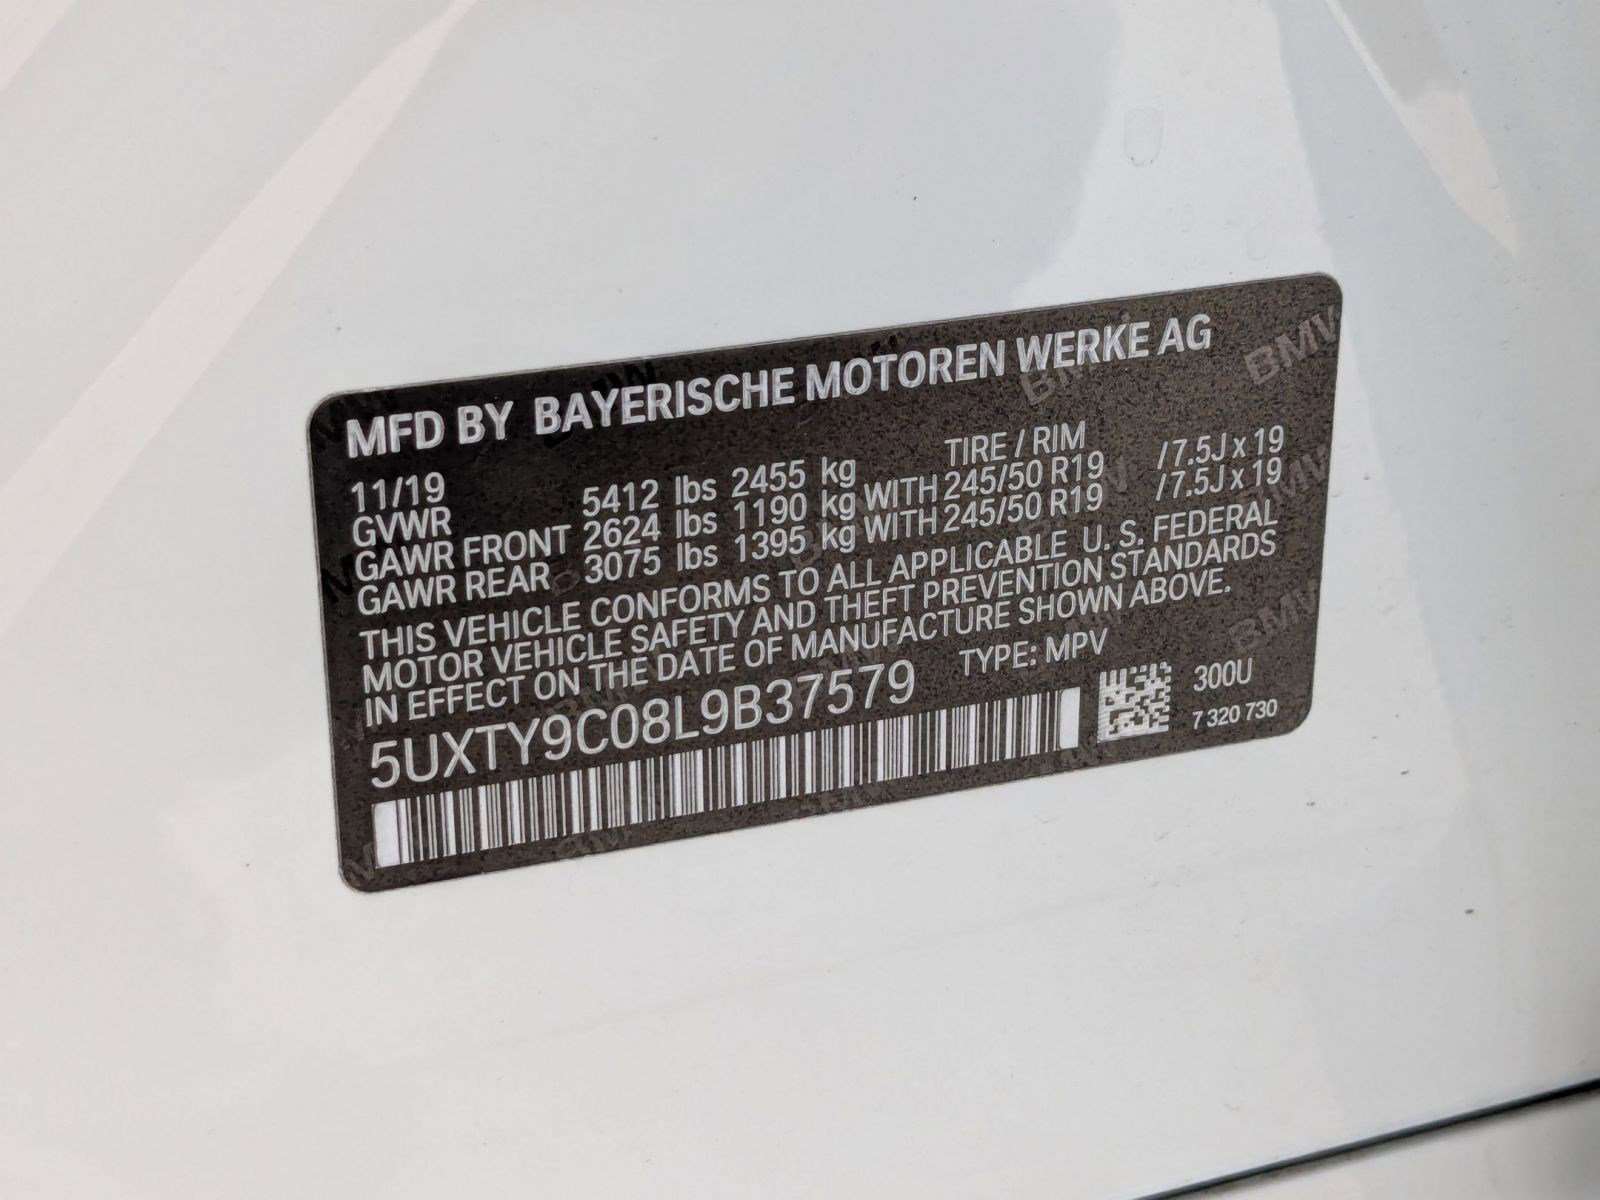 MFD BY BAYERISCHE MOTOREN WERKE AG
11/19 TIRE / RIM
GVWR 5412 lbs 2455 kg
GAWR FRONT 2624 lbs 1190 kg WITH 245/50 R19 / 7.5J x 19
GAWR REAR 3075 lbs 1395 kg WITH 245/50 R19 / 7.5J x 19
THIS VEHICLE CONFORMS TO ALL APPLICABLE U. S. FEDERAL
MOTOR VEHICLE SAFETY AND THEFT PREVENTION STANDARDS
IN EFFECT ON THE DATE OF MANUFACTURE SHOWN ABOVE.
5UXTY9C08L9B37579 TYPE: MPV
300U
7 320 730